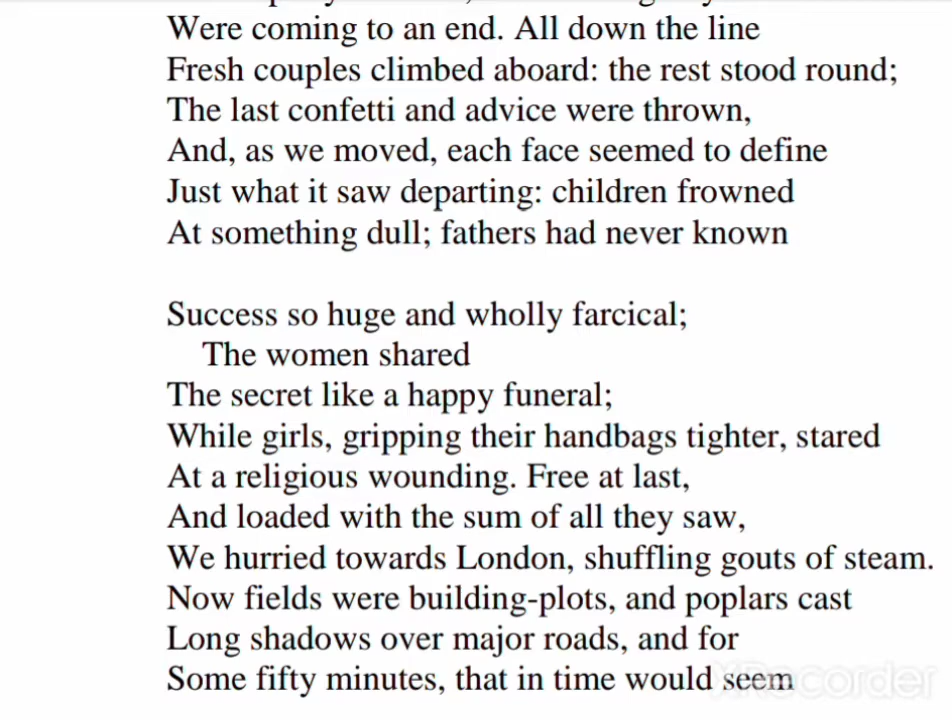 Were coming to an end. All down the line
Fresh couples climbed aboard: the rest stood round;
The last confetti and advice were thrown,
And, as we moved, each face seemed to define
Just what it saw departing: children frowned
At something dull; fathers had never known
Success so huge and wholly farcical;
The women shared
The secret like a happy funeral;
While girls, gripping their handbags tighter, stared
At a religious wounding. Free at last,
And loaded with the sum of all they saw,
We hurried towards London, shuffling gouts of steam.
Now fields were building-plots, and poplars cast
Long shadows over major roads, and for
Some fifty minutes, that in time would seem
XRecorder